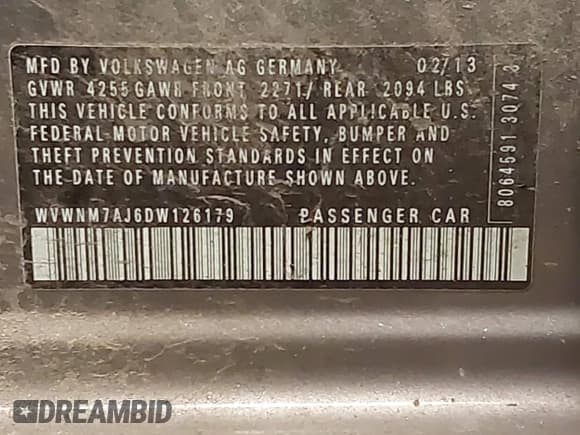 MFD BY VOLKSWAGEN AG GERMANY 02/13
GVWR 4255 GAWR FRONT 2271/ REAR 2094 LBS
THIS VEHICLE CONFORMS TO ALL APPLICABLE U.S.
FEDERAL MOTOR VEHICLE SAFETY, BUMPER AND
THEFT PREVENTION STANDARDS IN EFFECT ON
THE DATE OF MANUFACTURE SHOWN ABOVE.
WVWNM7AJ6DW126179 PASSENGER CAR
8064591 3074 3
DREAMBID